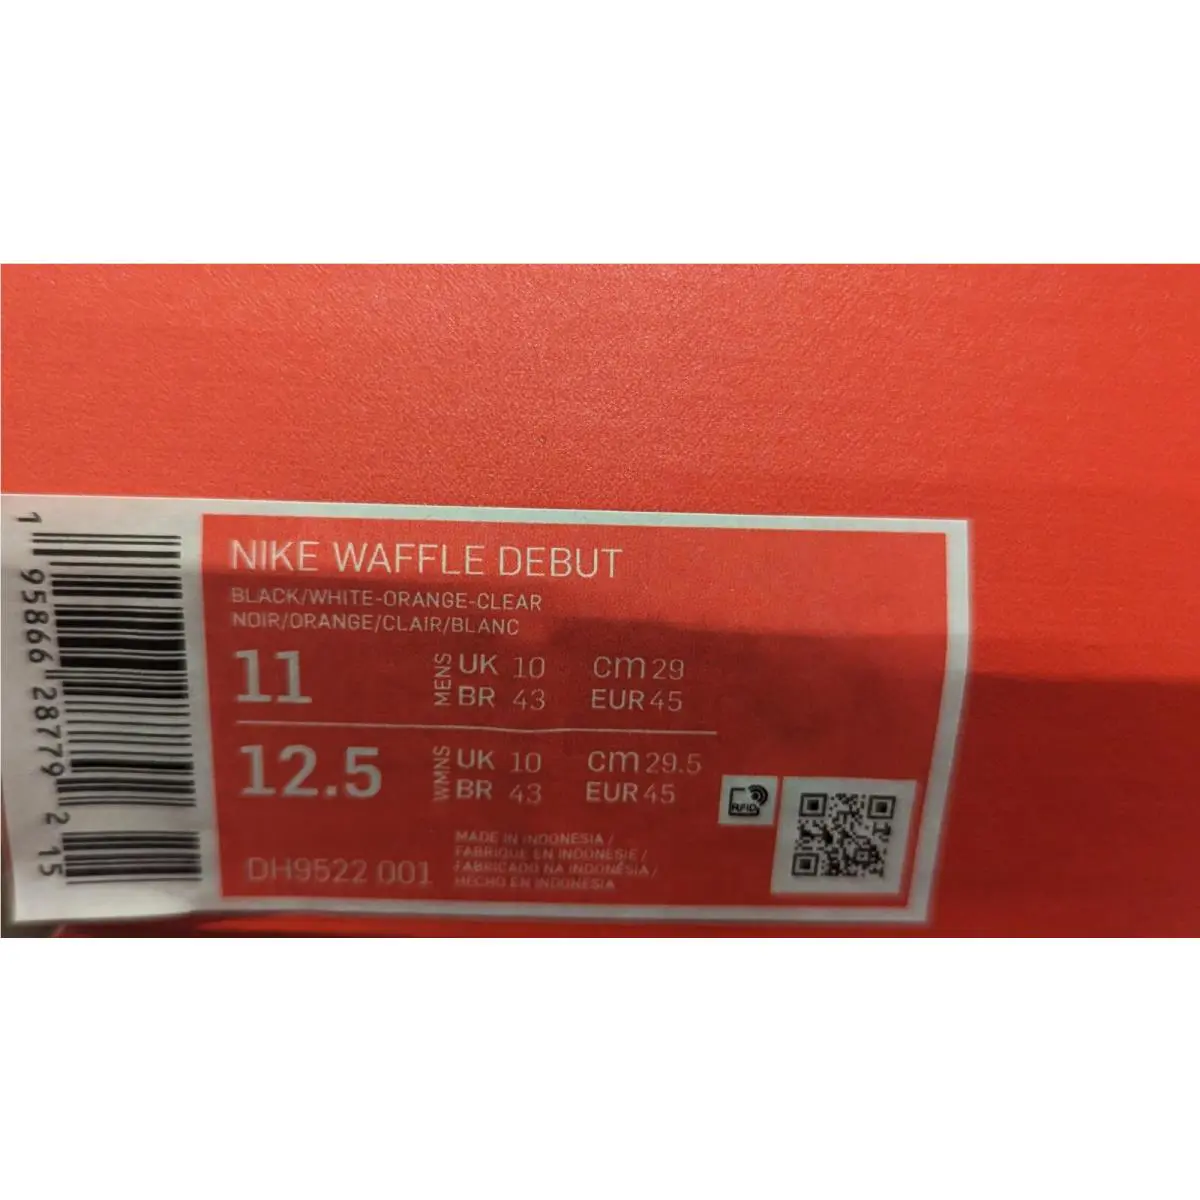 NIKE WAFFLE DEBUT
BLACK/WHITE-ORANGE-CLEAR
NOIR/ORANGE/CLAIR/BLANC
11 MENS UK 10 cm 29
BR 43 EUR 45
12.5 WMNS UK 10 cm 29.5
BR 43 EUR 45
DH9522 001
MADE IN INDONESIA /
FABRIQUE EN INDONESIE /
FABRICADO NA INDONÉSIA /
HECHO EN INDONESIA
RFID
1 95866 28779 2 15